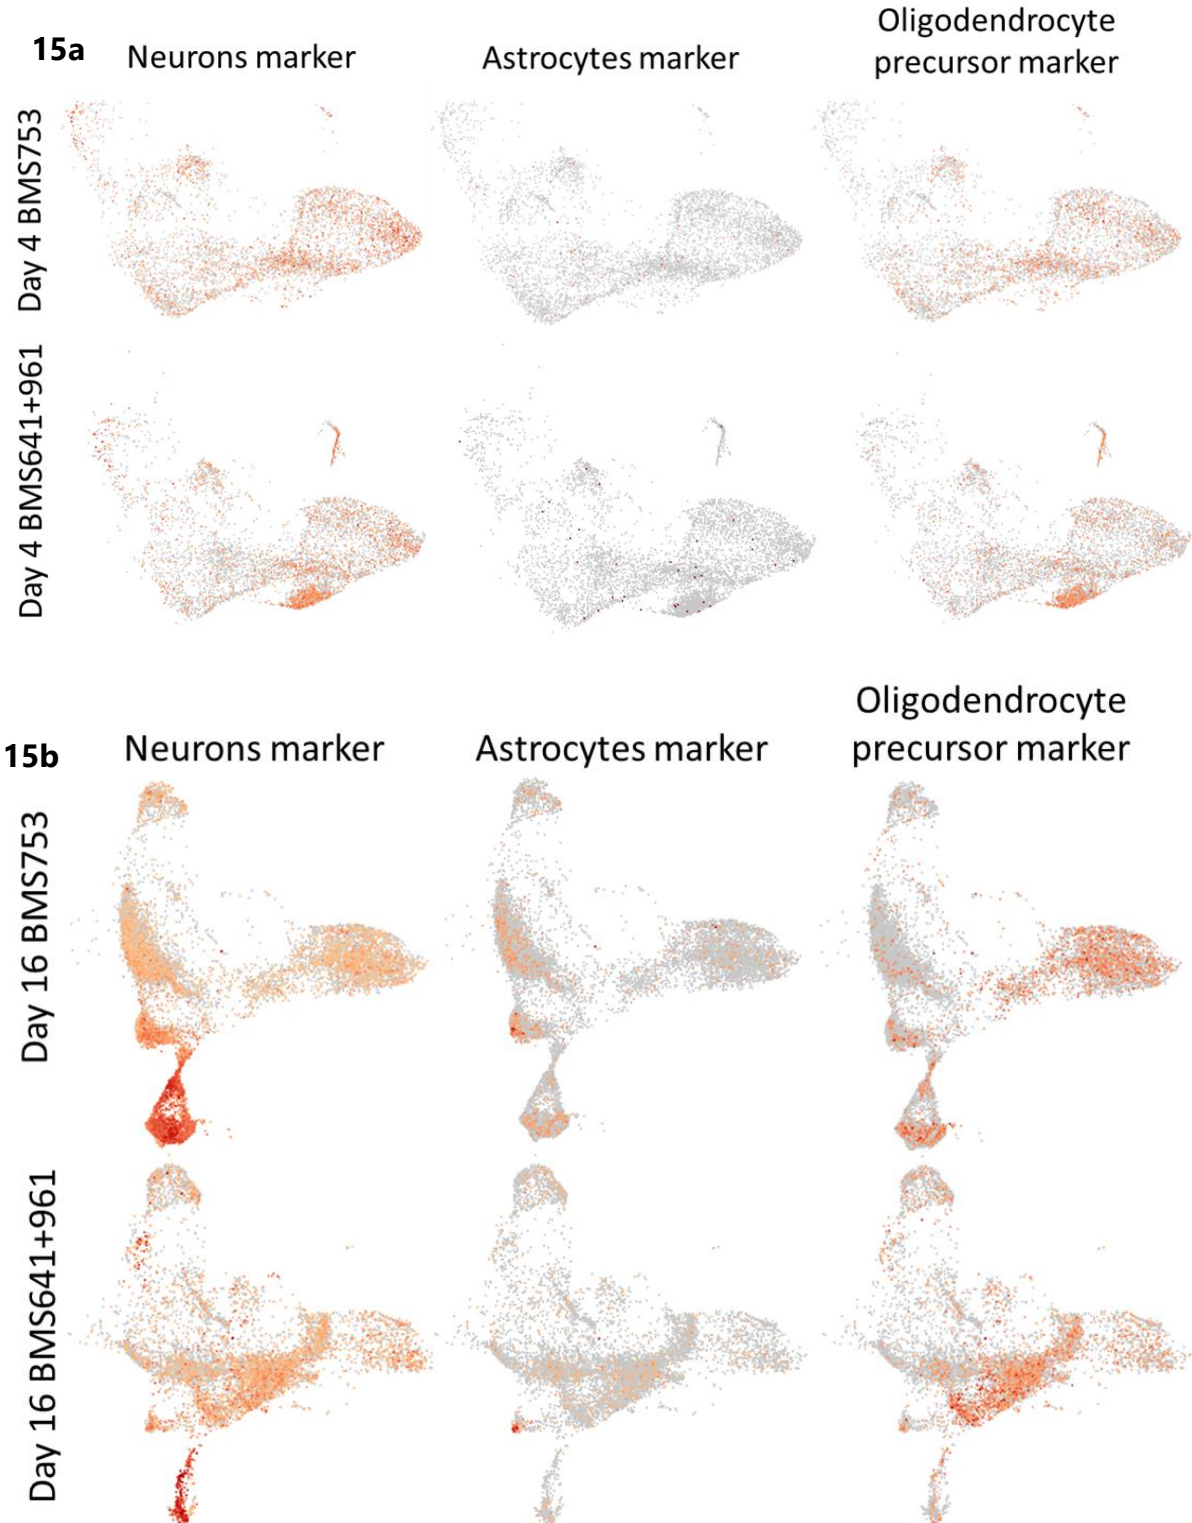 15a
Neurons marker
Astrocytes marker
Oligodendrocyte
precursor marker
Day 4 BMS753
Day 4 BMS641+961
15b
Neurons marker
Astrocytes marker
Oligodendrocyte
precursor marker
Day 16 BMS753
Day 16 BMS641+961